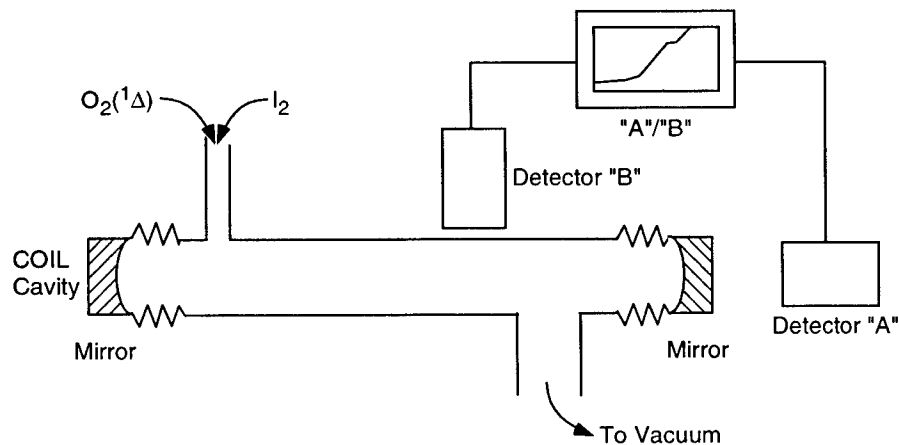 O₂(¹Δ)
I₂
"A"/"B"
Detector "B"
COIL
Cavity
Mirror
Mirror
Detector "A"
To Vacuum